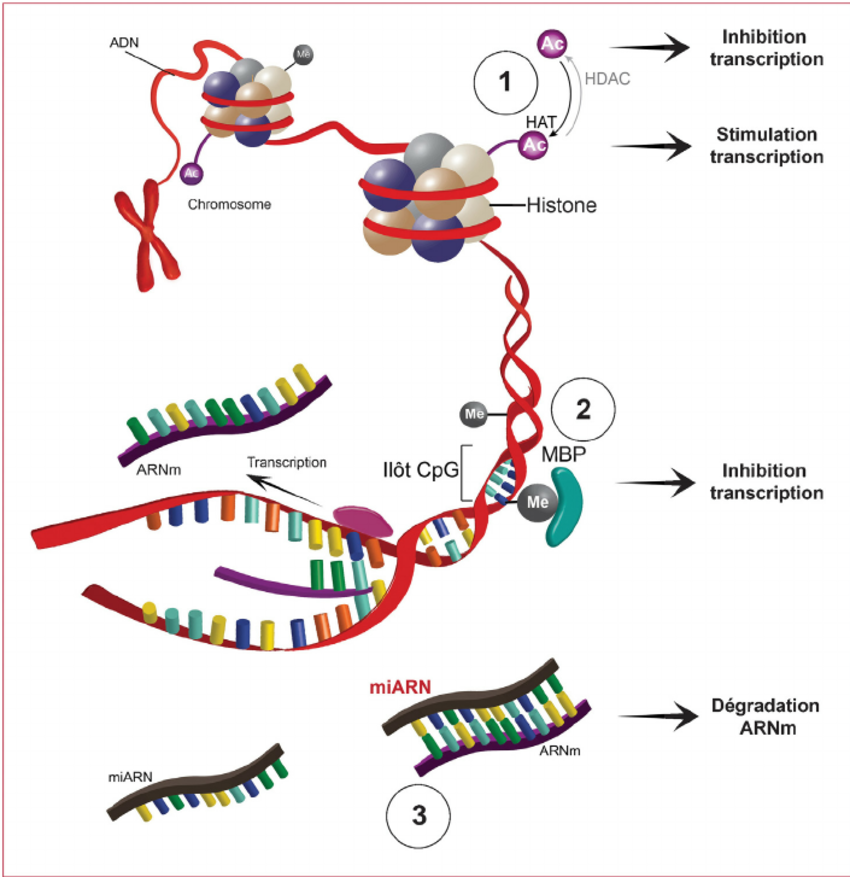 ADN
Me
Ac
Chromosome
1
Ac
HDAC
HAT
Ac
Inhibition
transcription
Stimulation
transcription
Histone
Me
2
Ilôt CpG
MBP
Me
Inhibition
transcription
ARNm
Transcription
miARN
ARNm
Dégradation
ARNm
miARN
3